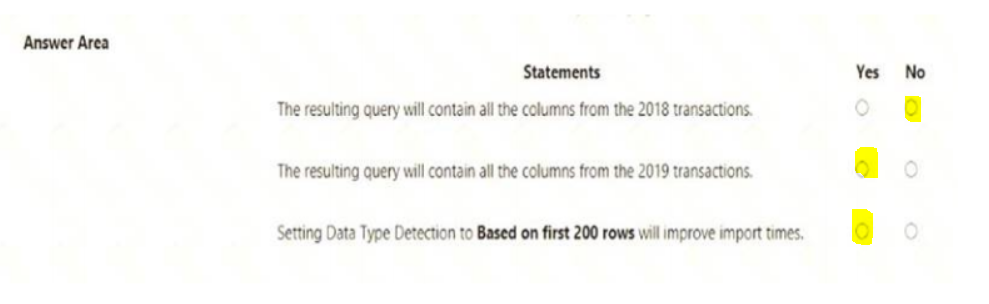 Answer Area
Statements Yes No
The resulting query will contain all the columns from the 2018 transactions.
The resulting query will contain all the columns from the 2019 transactions.
Setting Data Type Detection to Based on first 200 rows will improve import times.